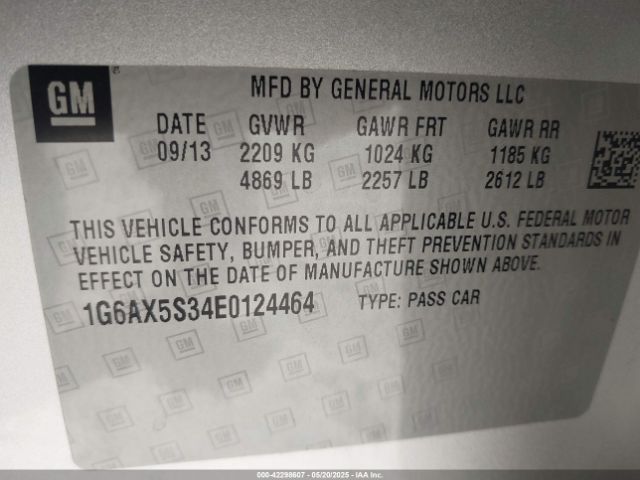 GM
MFD BY GENERAL MOTORS LLC
DATE GVWR GAWR FRT GAWR RR
09/13 2209 KG 1024 KG 1185 KG
4869 LB 2257 LB 2612 LB
THIS VEHICLE CONFORMS TO ALL APPLICABLE U.S. FEDERAL MOTOR
VEHICLE SAFETY, BUMPER, AND THEFT PREVENTION STANDARDS IN
EFFECT ON THE DATE OF MANUFACTURE SHOWN ABOVE.
1G6AX5S34E0124464 TYPE: PASS CAR
000-42298607 - 05/20/2025 - IAA Inc.